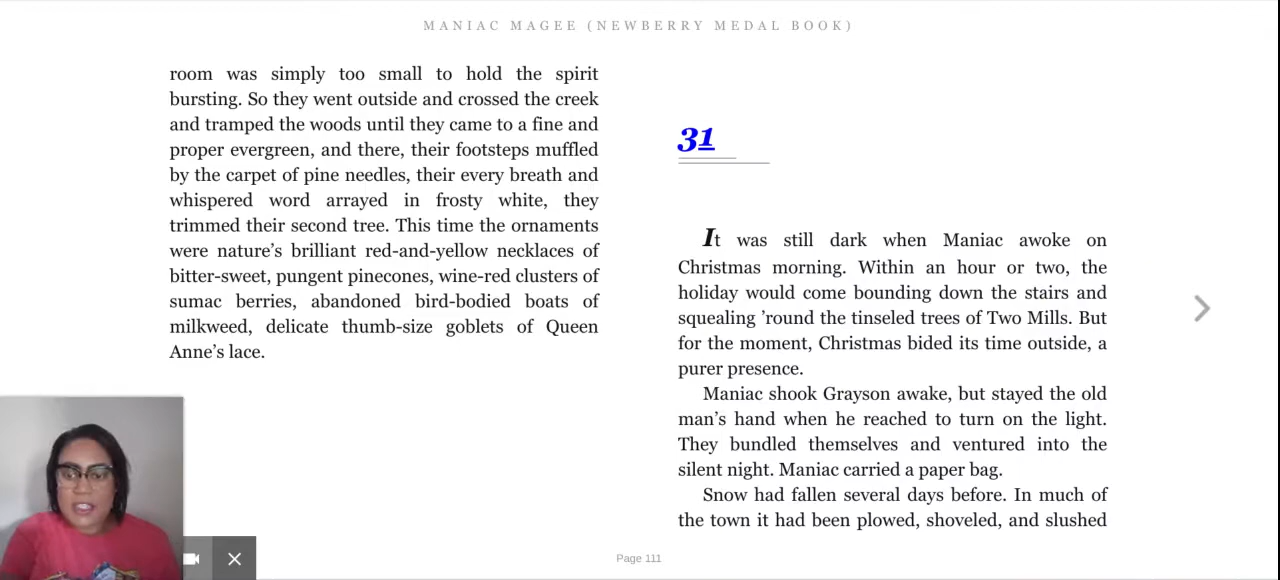 MANIAC MAGEE (NEWBERRY MEDAL BOOK)
room was simply too small to hold the spirit
bursting. So they went outside and crossed the creek
and tramped the woods until they came to a fine and
proper evergreen, and there, their footsteps muffled
by the carpet of pine needles, their every breath and
whispered word arrayed in frosty white, they
trimmed their second tree. This time the ornaments
were nature’s brilliant red-and-yellow necklaces of
bitter-sweet, pungent pinecones, wine-red clusters of
sumac berries, abandoned bird-bodied boats of
milkweed, delicate thumb-size goblets of Queen
Anne’s lace.
31
It was still dark when Maniac awoke on
Christmas morning. Within an hour or two, the
holiday would come bounding down the stairs and
squealing ’round the tinseled trees of Two Mills. But
for the moment, Christmas bided its time outside, a
purer presence.
Maniac shook Grayson awake, but stayed the old
man’s hand when he reached to turn on the light.
They bundled themselves and ventured into the
silent night. Maniac carried a paper bag.
Snow had fallen several days before. In much of
the town it had been plowed, shoveled, and slushed
Page 111